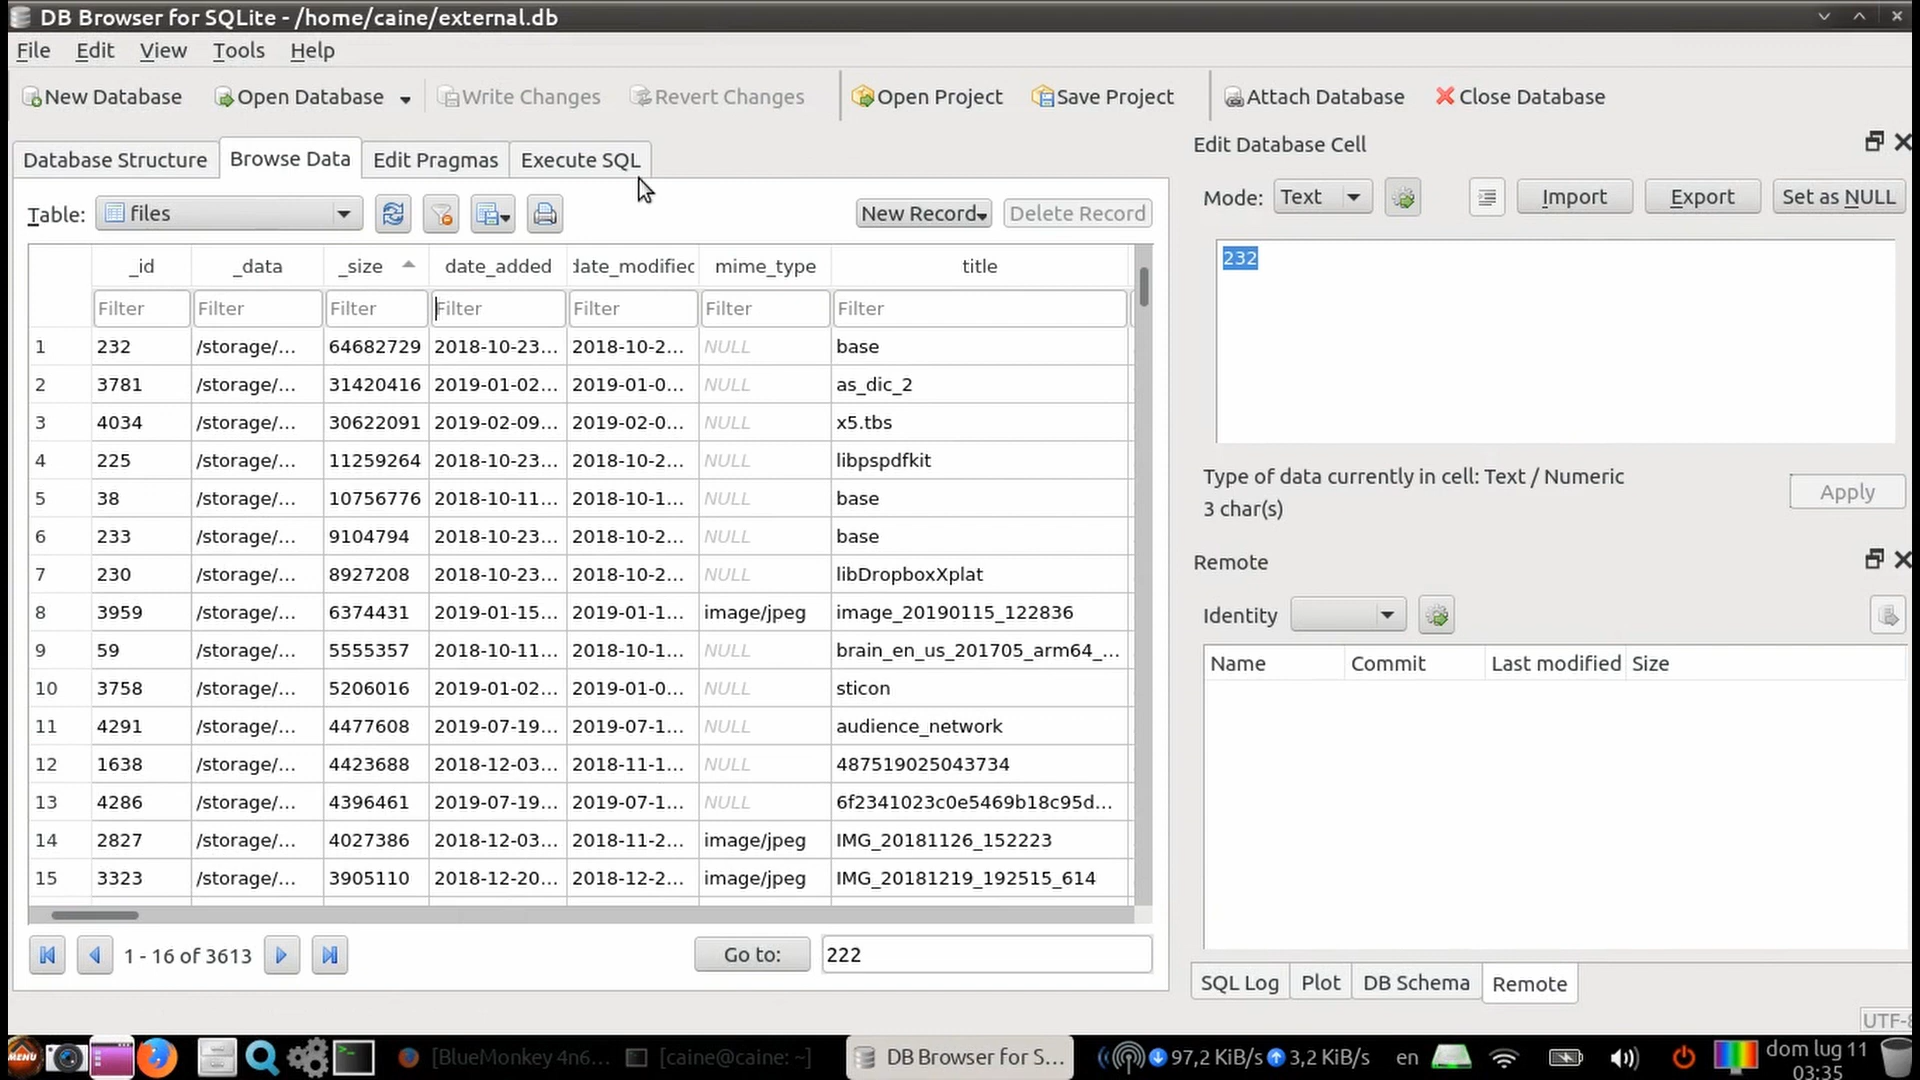 DB Browser for SQLite - /home/caine/external.db
File Edit View Tools Help
New Database Open Database Write Changes Revert Changes Open Project Save Project Attach Database Close Database
Database Structure Browse Data Edit Pragmas Execute SQL
Table: files New Record Delete Record
_id _data _size date_added date_modified mime_type title
Filter Filter Filter Filter Filter Filter Filter
1 232 /storage/... 64682729 2018-10-23... 2018-10-2... NULL base
2 3781 /storage/... 31420416 2019-01-02... 2019-01-0... NULL as_dic_2
3 4034 /storage/... 30622091 2019-02-09... 2019-02-0... NULL x5.tbs
4 225 /storage/... 11259264 2018-10-23... 2018-10-2... NULL libpspdfkit
5 38 /storage/... 10756776 2018-10-11... 2018-10-1... NULL base
6 233 /storage/... 9104794 2018-10-23... 2018-10-2... NULL base
7 230 /storage/... 8927208 2018-10-23... 2018-10-2... NULL libDropboxXplat
8 3959 /storage/... 6374431 2019-01-15... 2019-01-1... image/jpeg image_20190115_122836
9 59 /storage/... 5555357 2018-10-11... 2018-10-1... NULL brain_en_us_201705_arm64_...
10 3758 /storage/... 5206016 2019-01-02... 2019-01-0... NULL sticon
11 4291 /storage/... 4477608 2019-07-19... 2019-07-1... NULL audience_network
12 1638 /storage/... 4423688 2018-12-03... 2018-11-1... NULL 487519025043734
13 4286 /storage/... 4396461 2019-07-19... 2019-07-1... NULL 6f2341023c0e5469b18c95d...
14 2827 /storage/... 4027386 2018-12-03... 2018-11-2... image/jpeg IMG_20181126_152223
15 3323 /storage/... 3905110 2018-12-20... 2018-12-2... image/jpeg IMG_20181219_192515_614
1 - 16 of 3613 Go to: 222
Edit Database Cell
Mode: Text Import Export Set as NULL
232
Type of data currently in cell: Text / Numeric
3 char(s)
Apply
Remote
Identity
Name Commit Last modified Size
SQL Log Plot DB Schema Remote
UTF-8
MENU [BlueMonkey 4n6... [caine@caine: ~] DB Browser for S... 97,2 KiB/s 3,2 KiB/s en dom lug 11
03:35